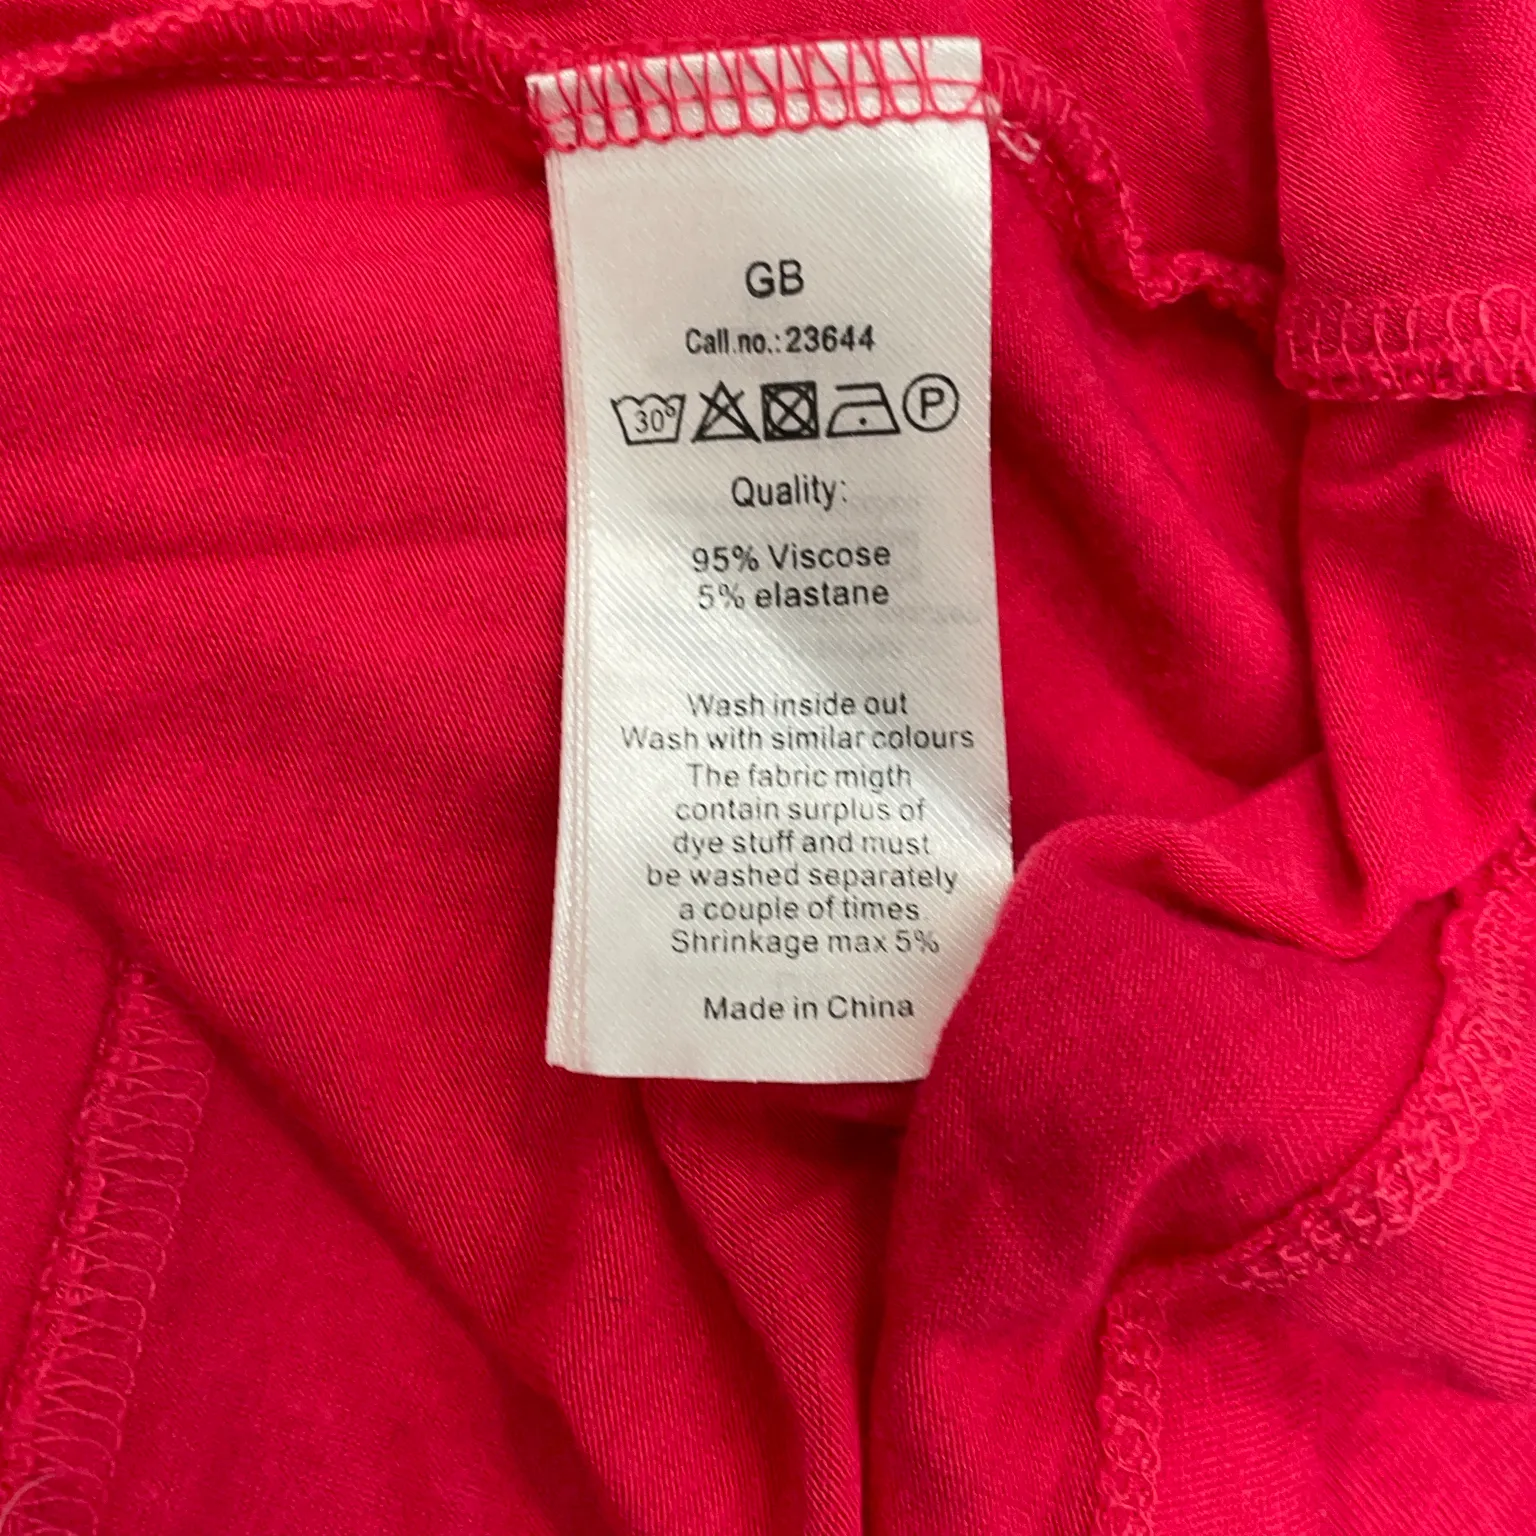 GB
Call.no.:23644
30° P
Quality:
95% Viscose
5% elastane
Wash inside out
Wash with similar colours
The fabric migth
contain surplus of
dye stuff and must
be washed separately
a couple of times.
Shrinkage max 5%
Made in China